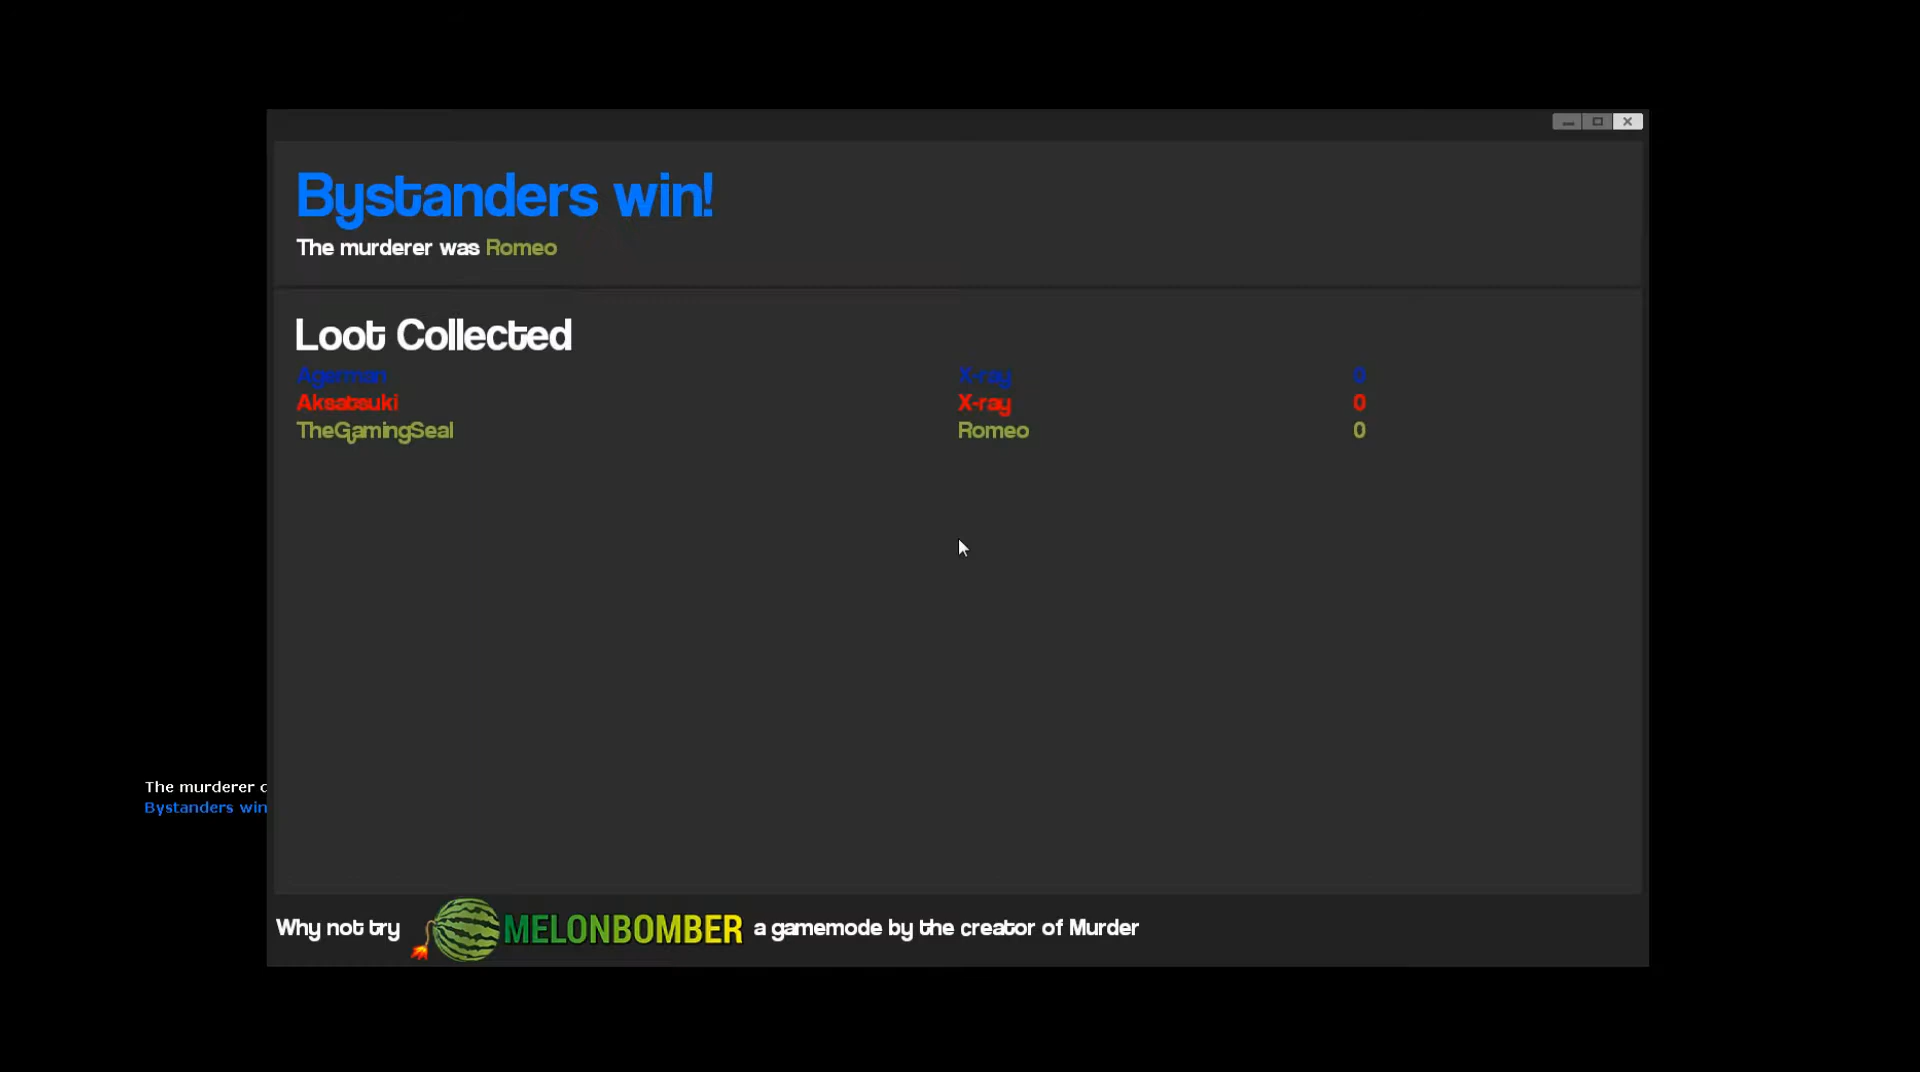 Bystanders win!
The murderer was Romeo
Loot Collected
Agerman X-ray 0
Aksatsuki X-ray 0
TheGamingSeal Romeo 0
The murderer
Bystanders win
Why not try MELONBOMBER a gamemode by the creator of Murder